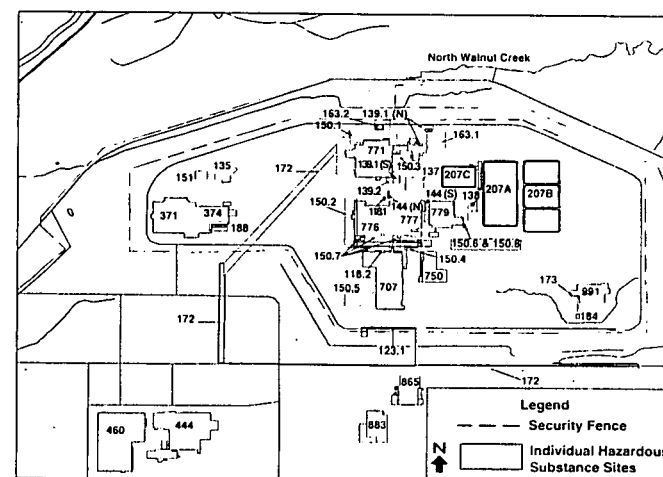 North Walnut Creek
163.2
139.1 (N)
150.1
163.1
771
135
172
139.1 (S)
150.3
137
151
207C
139.2
144 (S)
138
207A
207B
371
374
150.2
144 (N)
779
188
776
777
150.6 & 150.8
150.7
150.4
118.2
750
173
991
150.5
707
184
172
123.1
172
865
Legend
Security Fence
460
444
883
N
Individual Hazardous
Substance Sites